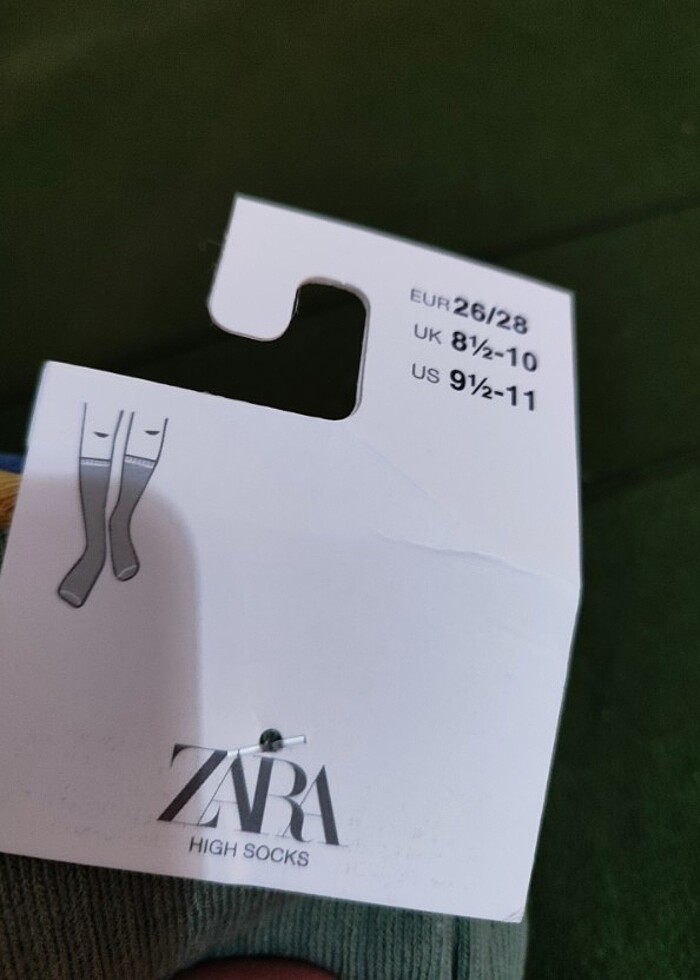 EUR 26/28
UK 8½-10
US 9½-11
ZARA
HIGH SOCKS